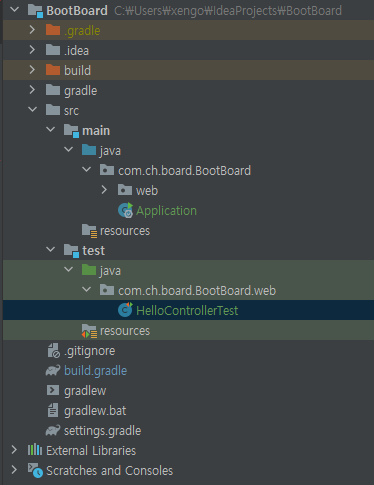 BootBoard C:₩Users₩xengo₩IdeaProjects₩BootBoard
.gradle
.idea
build
gradle
src
main
java
com.ch.board.BootBoard
web
Application
resources
test
java
com.ch.board.BootBoard.web
HelloControllerTest
resources
.gitignore
build.gradle
gradlew
gradlew.bat
settings.gradle
External Libraries
Scratches and Consoles